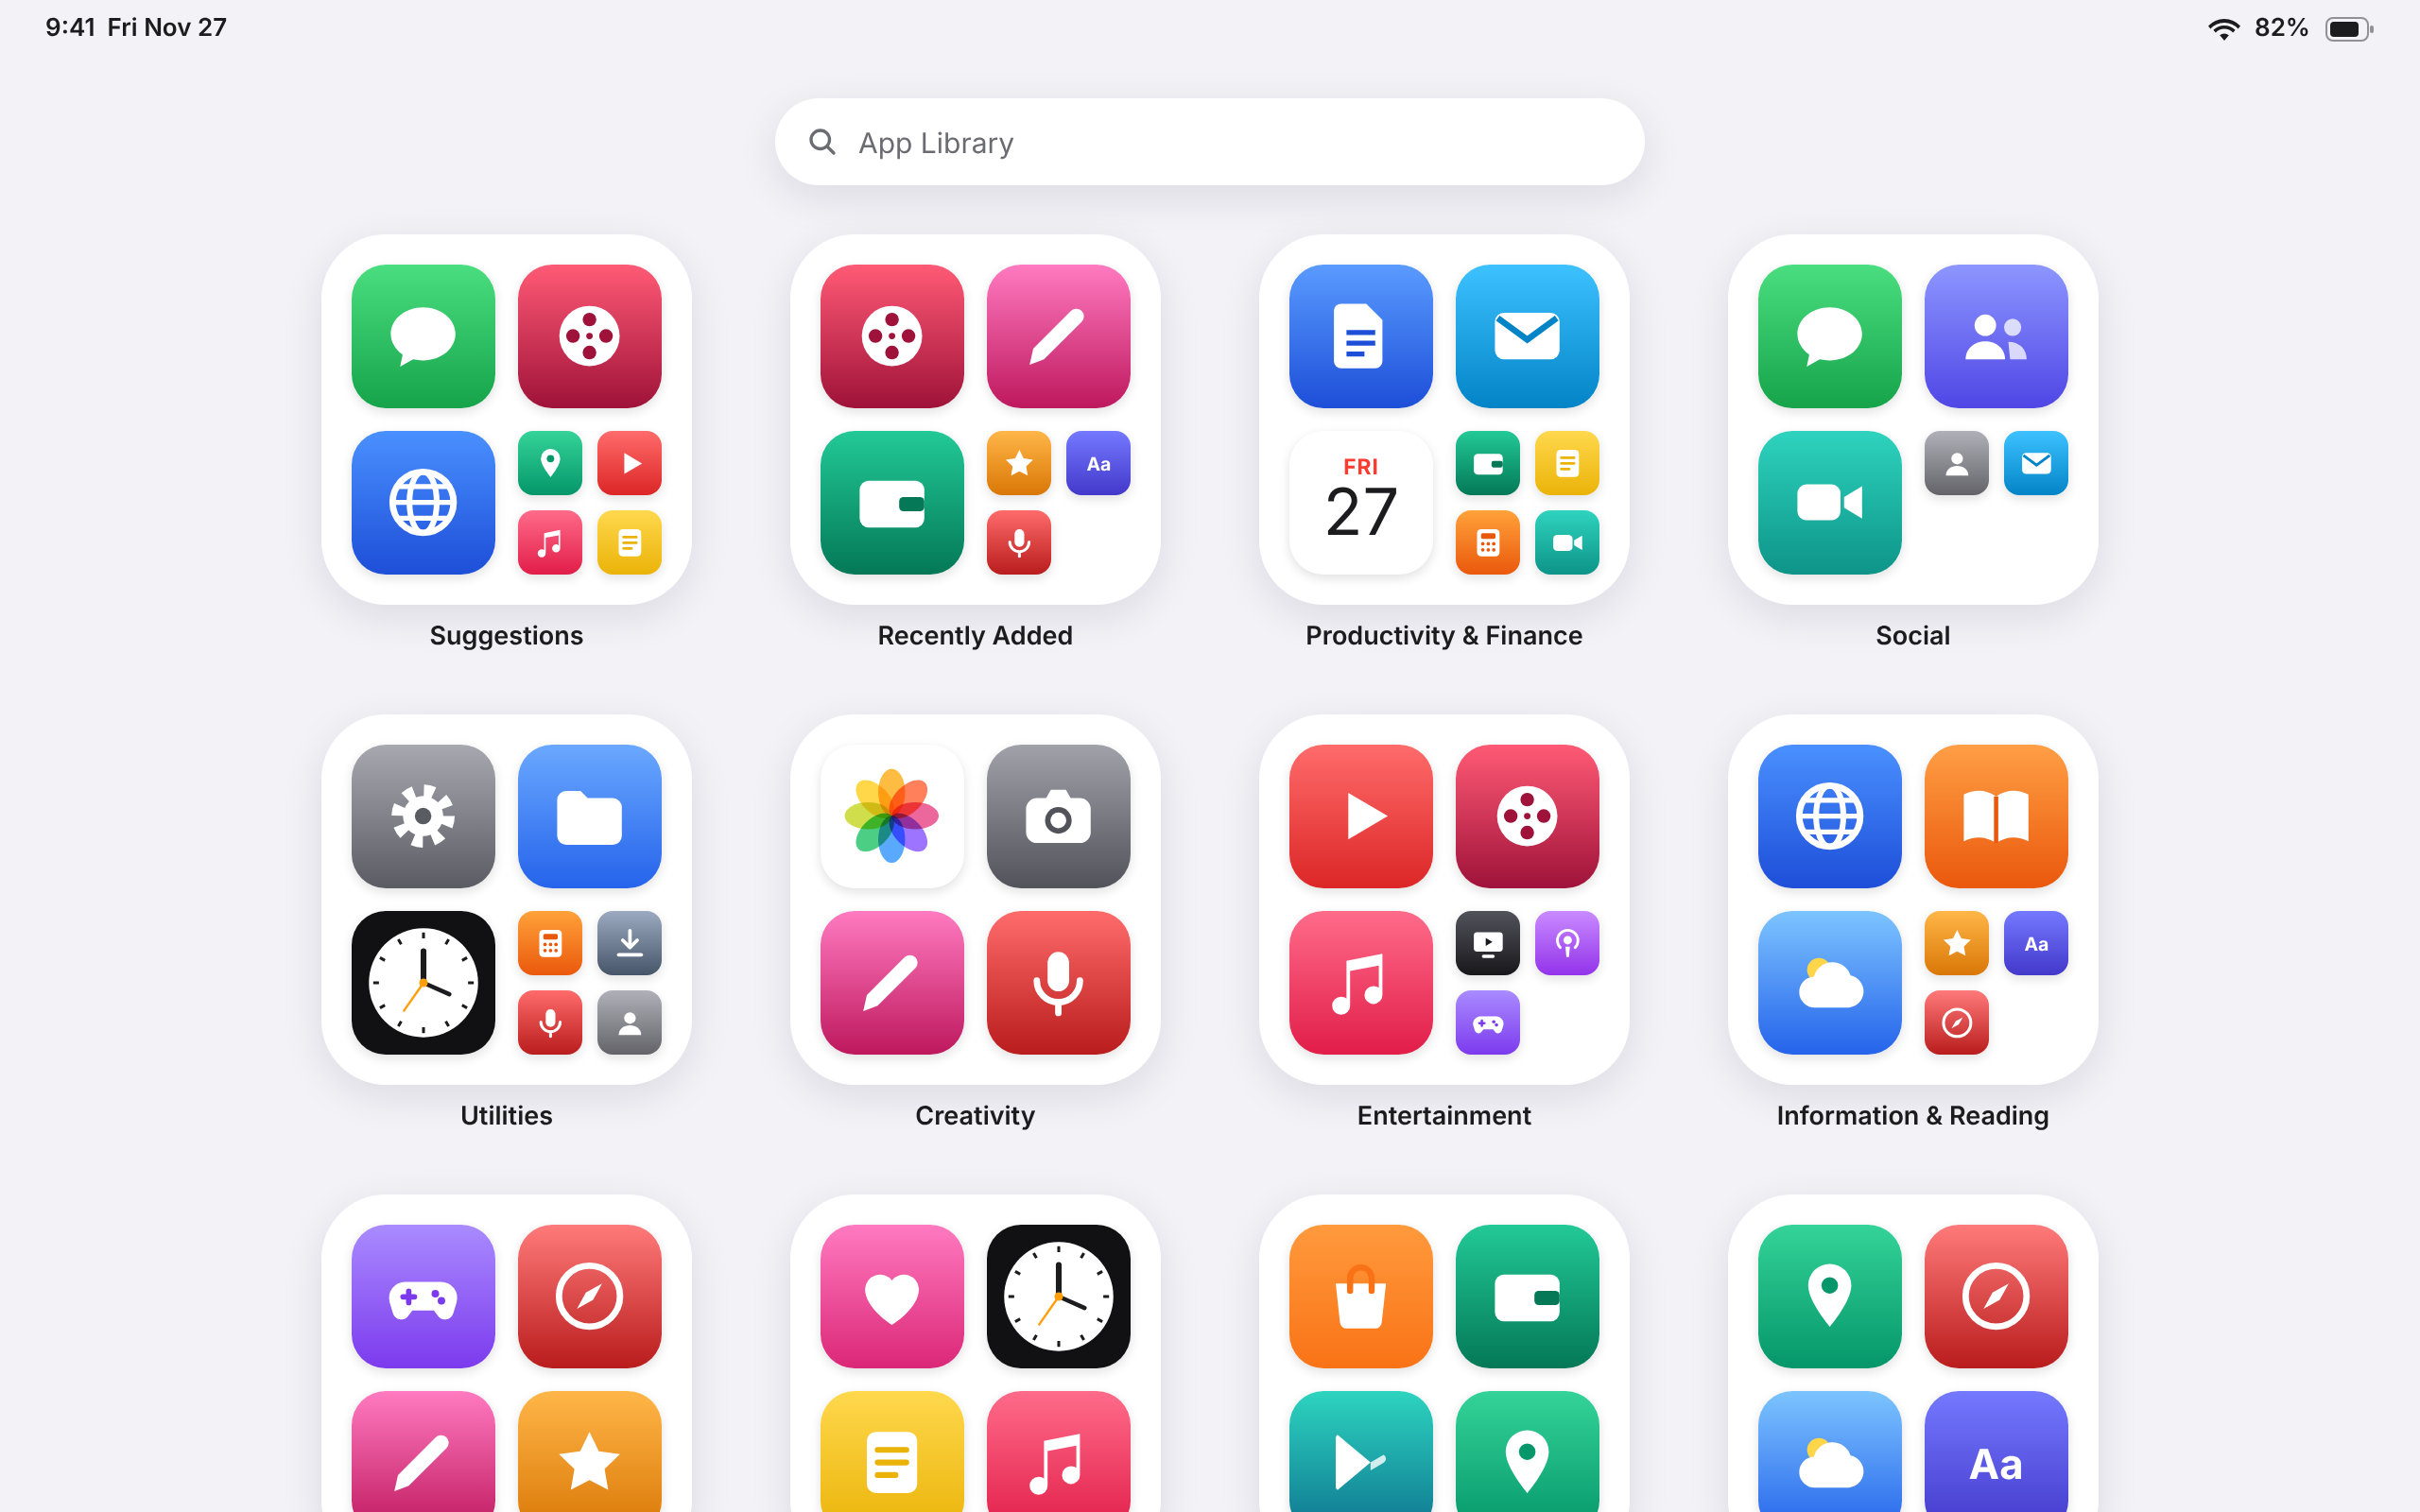 9:41 Fri Nov 27
82%
App Library
FRI
27
Aa
Suggestions
Recently Added
Productivity & Finance
Social
Aa
Utilities
Creativity
Entertainment
Information & Reading
Aa